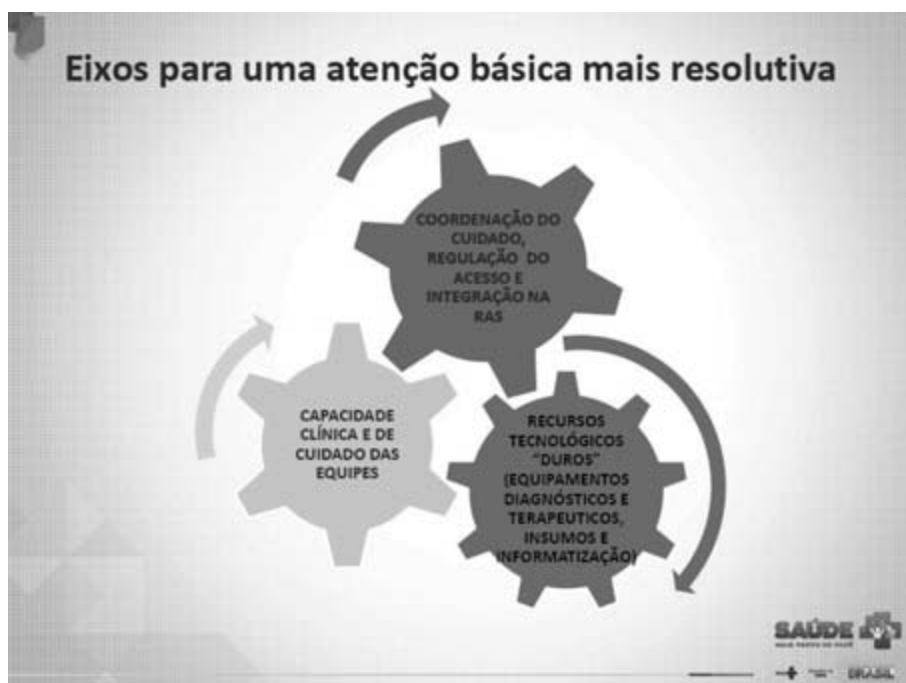 Eixos para uma atenção básica mais resolutiva
COORDENAÇÃO DO
CUIDADO,
REGULAÇÃO DO
ACESSO E
INTEGRAÇÃO NA
RAS
CAPACIDADE
CLÍNICA E DE
CUIDADO DAS
EQUIPES
RECURSOS
TECNOLÓGICOS
“DUROS”
(EQUIPAMENTOS
DIAGNÓSTICOS E
TERAPEUTICOS,
INSUMOS E
INFORMATIZAÇÃO)
SAÚDE
BRASIL